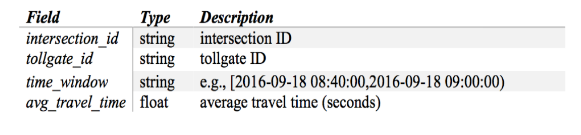 Field Type Description
intersection_id string intersection ID
tollgate_id string tollgate ID
time_window string e.g., [2016-09-18 08:40:00,2016-09-18 09:00:00)
avg_travel_time float average travel time (seconds)